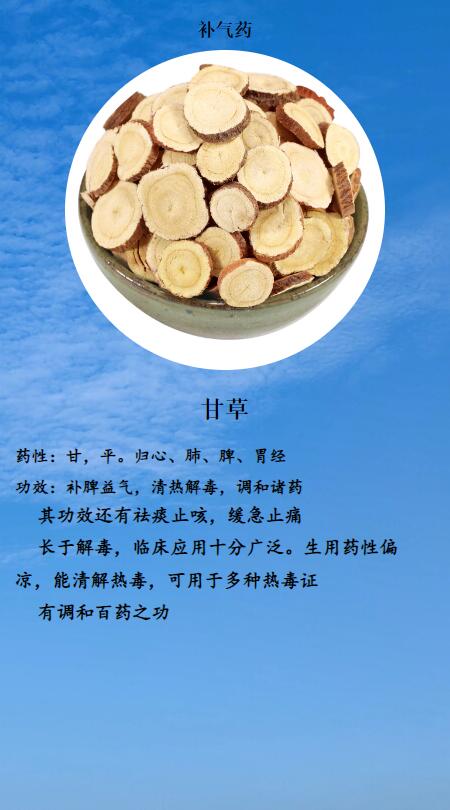 补气药
甘草
药性：甘，平。归心、肺、脾、胃经
功效：补脾益气，清热解毒，调和诸药
其功效还有祛痰止咳，缓急止痛
长于解毒，临床应用十分广泛。生用药性偏
凉，能清解热毒，可用于多种热毒证
有调和百药之功